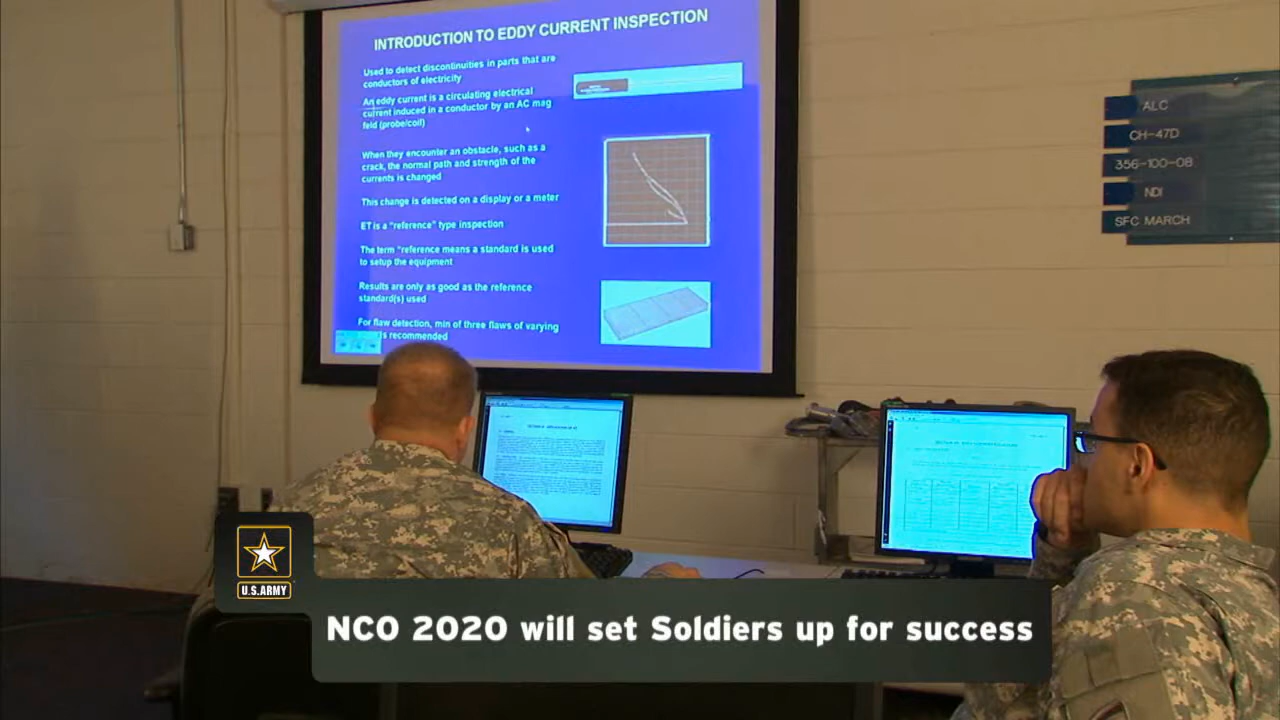 INTRODUCTION TO EDDY CURRENT INSPECTION
Used to detect discontinuities in parts that are
conductors of electricity
An eddy current is a circulating electrical
current induced in a conductor by an AC mag
feld (probe/coil)
When they encounter an obstacle, such as a
crack, the normal path and strength of the
currents is changed
This change is detected on a display or a meter
ET is a "reference" type inspection
The term "reference means a standard is used
to setup the equipment
Results are only as good as the reference
standard(s) used
For flaw detection, min of three flaws of varying
is recommended
ALC
CH-47D
356-100-08
NDI
SFC MARCH
U.S.ARMY
NCO 2020 will set Soldiers up for success